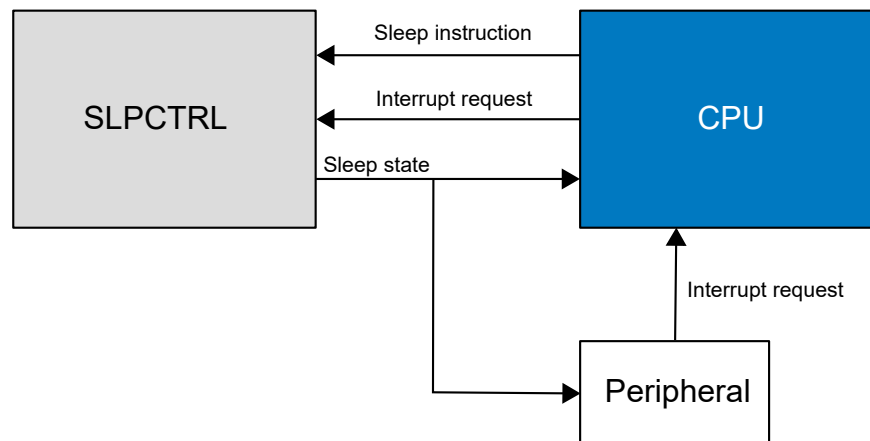 Sleep instruction
SLPCTRL
Interrupt request
CPU
Sleep state
Interrupt request
Peripheral